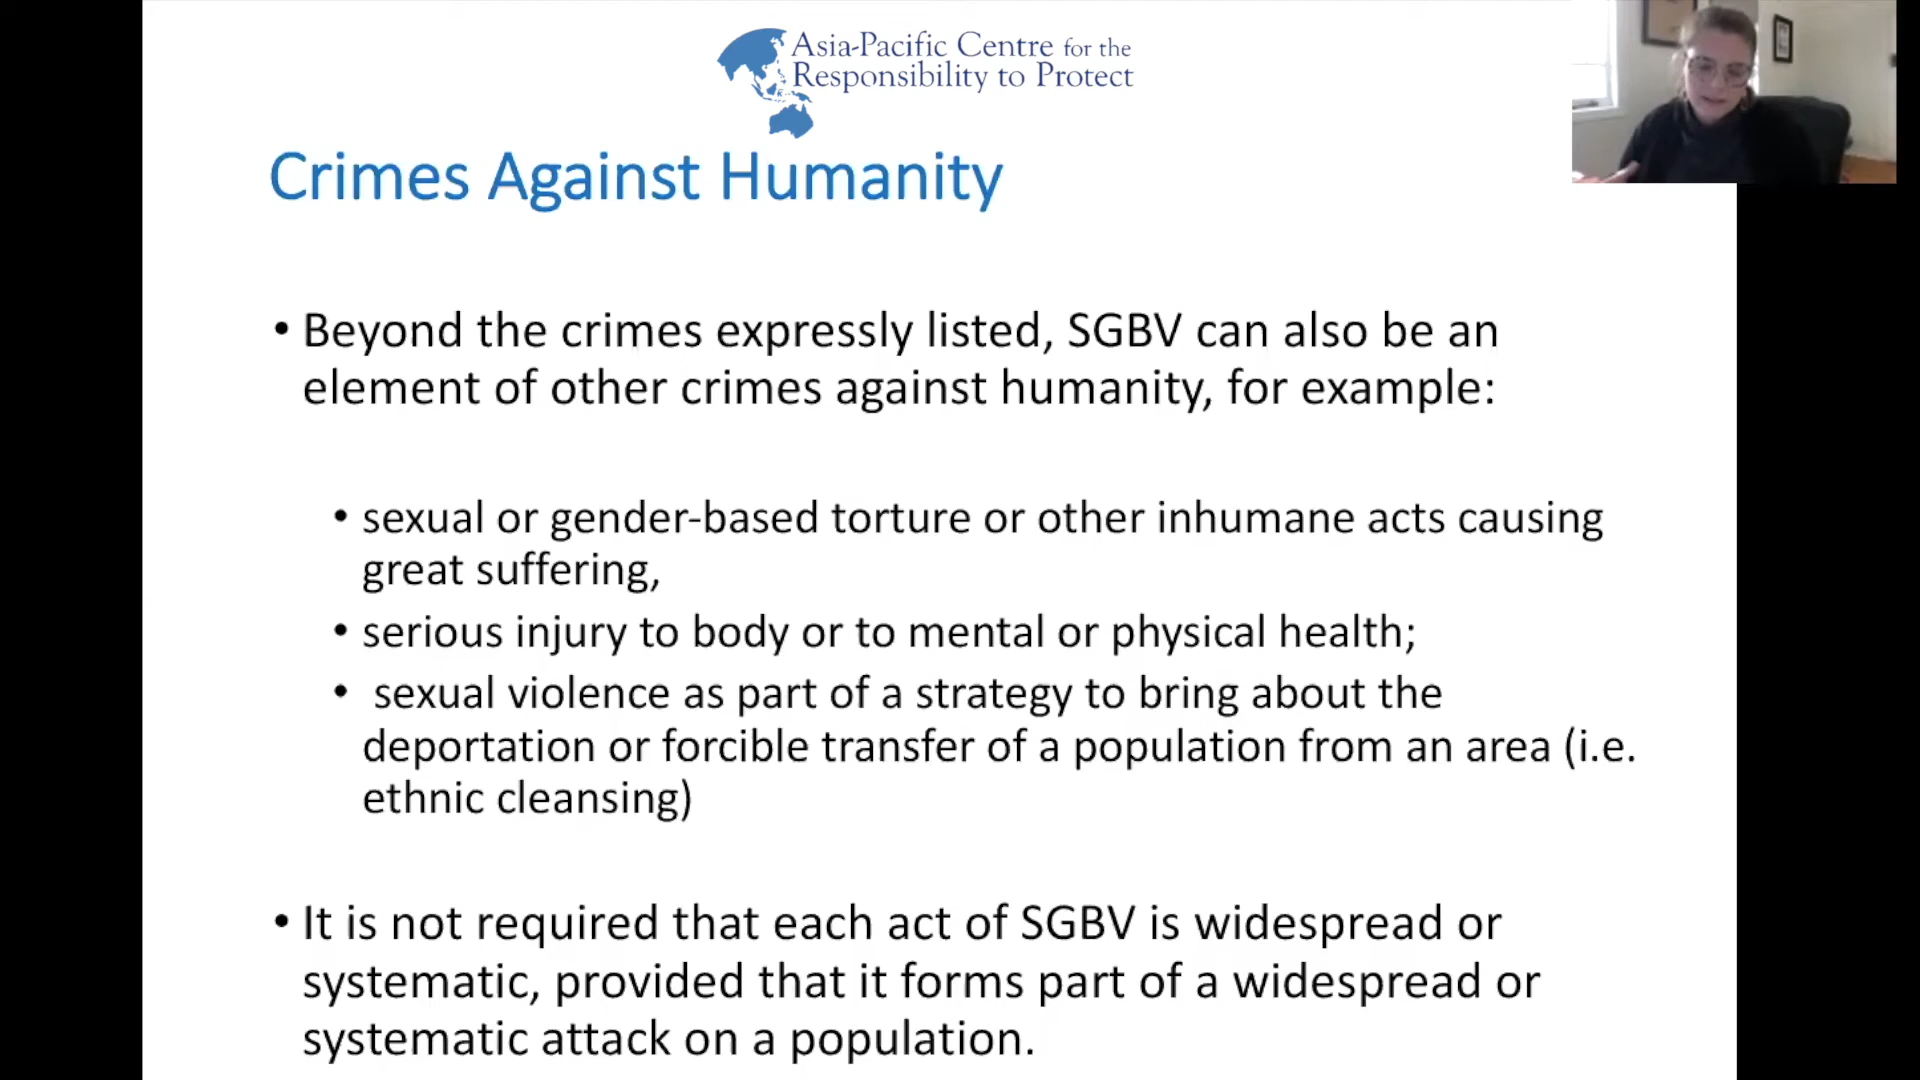 Asia-Pacific Centre for the
Responsibility to Protect
Crimes Against Humanity
• Beyond the crimes expressly listed, SGBV can also be an
element of other crimes against humanity, for example:
• sexual or gender-based torture or other inhumane acts causing
great suffering,
• serious injury to body or to mental or physical health;
• sexual violence as part of a strategy to bring about the
deportation or forcible transfer of a population from an area (i.e.
ethnic cleansing)
• It is not required that each act of SGBV is widespread or
systematic, provided that it forms part of a widespread or
systematic attack on a population.